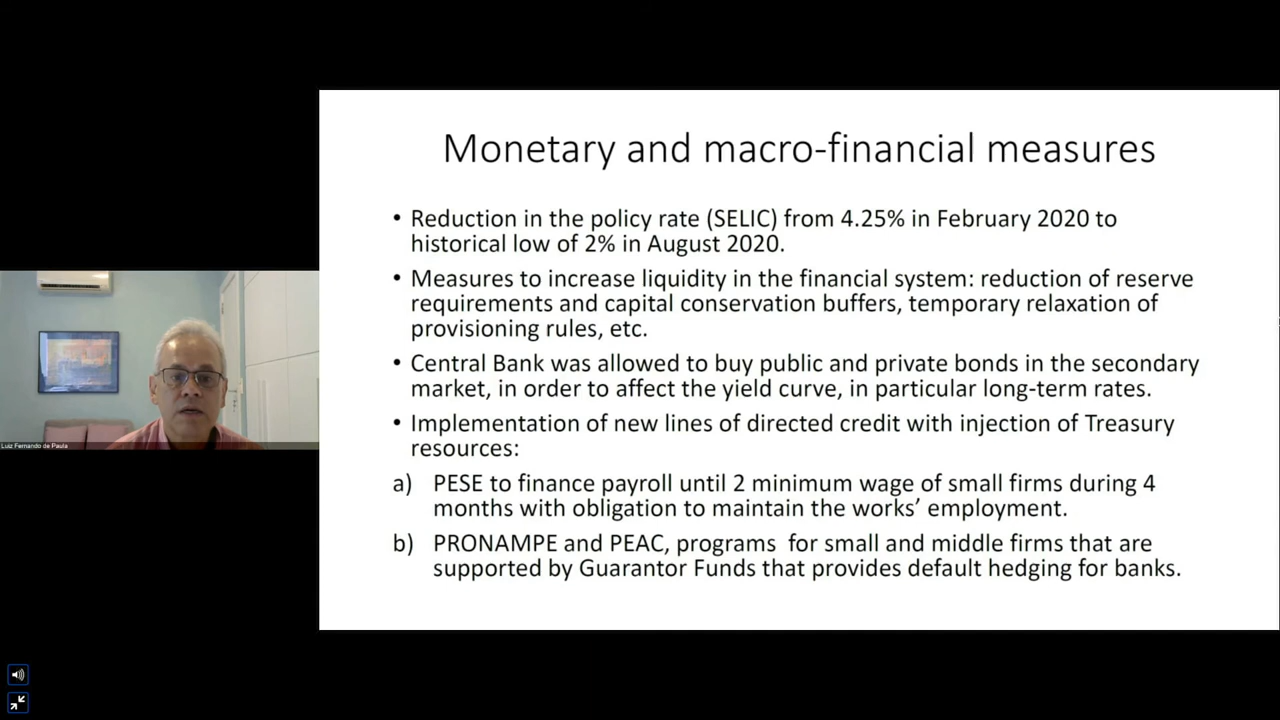 Monetary and macro-financial measures
• Reduction in the policy rate (SELIC) from 4.25% in February 2020 to
historical low of 2% in August 2020.
• Measures to increase liquidity in the financial system: reduction of reserve
requirements and capital conservation buffers, temporary relaxation of
provisioning rules, etc.
• Central Bank was allowed to buy public and private bonds in the secondary
market, in order to affect the yield curve, in particular long-term rates.
• Implementation of new lines of directed credit with injection of Treasury
resources:
a) PESE to finance payroll until 2 minimum wage of small firms during 4
months with obligation to maintain the works’ employment.
b) PRONAMPE and PEAC, programs for small and middle firms that are
supported by Guarantor Funds that provides default hedging for banks.
Luiz Fernando de Paula